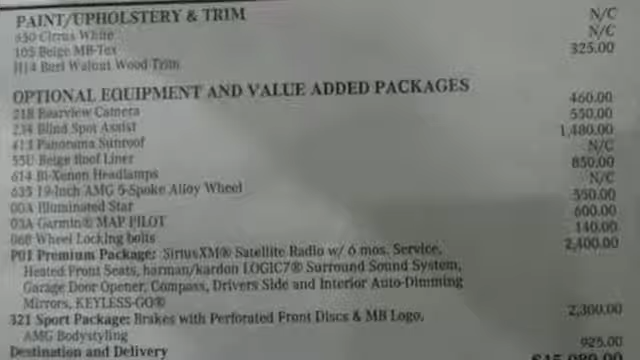 PAINT/UPHOLSTERY & TRIM N/C
650 Cirrus White N/C
105 Beige MB-Tex 325.00
H14 Burl Walnut Wood Trim
OPTIONAL EQUIPMENT AND VALUE ADDED PACKAGES
218 Rearview Camera 460.00
234 Blind Spot Assist 550.00
413 Panorama Sunroof 1,480.00
55U Beige Roof Liner N/C
614 Bi-Xenon Headlamps 850.00
635 19-Inch AMG 5-Spoke Alloy Wheel N/C
00A Illuminated Star 350.00
03A Garmin® MAP PILOT 600.00
06B Wheel Locking bolts 140.00
P01 Premium Package: SiriusXM® Satellite Radio w/ 6 mos. Service, 2,400.00
Heated Front Seats, harman/kardon LOGIC7® Surround Sound System,
Garage Door Opener, Compass, Drivers Side and Interior Auto-Dimming
Mirrors, KEYLESS-GO®
321 Sport Package: Brakes with Perforated Front Discs & MB Logo, 2,300.00
AMG Bodystyling
Destination and Delivery 925.00